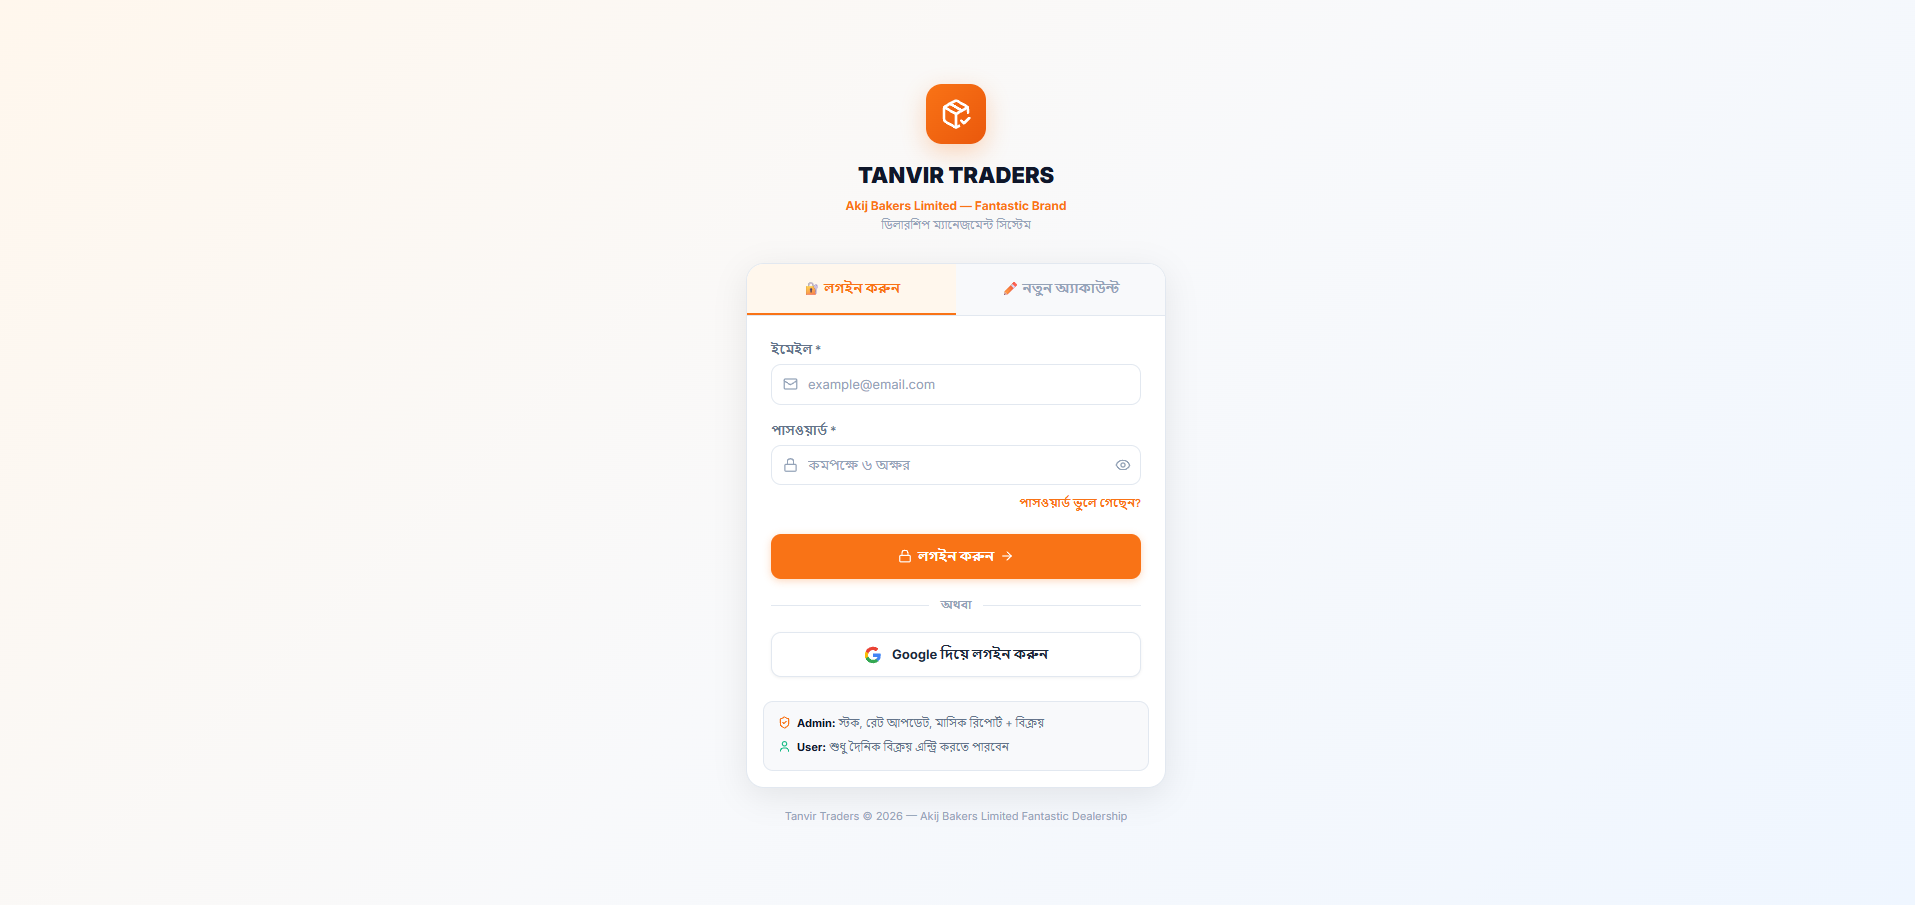 TANVIR TRADERS
Akij Bakers Limited — Fantastic Brand
ডিলারশিপ ম্যানেজমেন্ট সিস্টেম
লগইন করুন
নতুন অ্যাকাউন্ট
ইমেইল *
example@email.com
পাসওয়ার্ড *
কমপক্ষে ৬ অক্ষর
পাসওয়ার্ড ভুলে গেছেন?
লগইন করুন →
অথবা
Google দিয়ে লগইন করুন
Admin: স্টক, রেট আপডেট, মাসিক রিপোর্ট + বিক্রয়
User: শুধু দৈনিক বিক্রয় এন্ট্রি করতে পারবেন
Tanvir Traders © 2026 — Akij Bakers Limited Fantastic Dealership